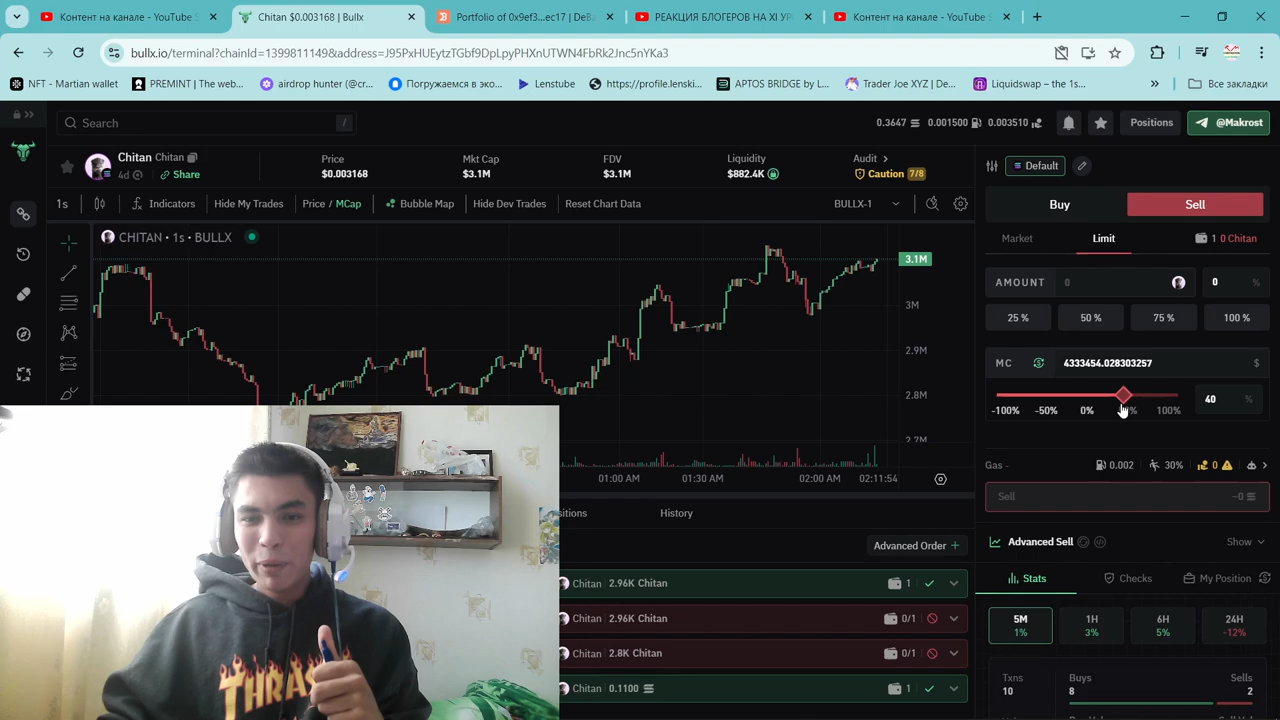 Контент на канале - YouTube S
Chitan $0.003168 | Bullx
Portfolio of 0x9ef3...ec17 | DeBa
РЕАКЦИЯ БЛОГЕРОВ НА XI УР
Контент на канале - YouTube S
bullx.io/terminal?chainId=1399811149&address=J95PxHUEytzTGbf9DpLpyPHXnUTWN4FbRk2Jnc5nYKa3
NFT - Martian wallet
PREMINT | The web...
airdrop hunter (@cr...
Погружаемся в эко...
Lenstube
https://profile.lenski...
APTOS BRIDGE by L...
Trader Joe XYZ | De...
Liquidswap – the 1s...
Все закладки
Search
/
0.3647
0.001500
0.003510
Positions
@Makrost
Chitan Chitan
4d
Share
Price
Mkt Cap
$3.1M
FDV
$3.1M
Liquidity
$882.4K
Audit
Caution 7/8
Default
1s
Indicators
Hide My Trades
Price / MCap
Bubble Map
Hide Dev Trades
Reset Chart Data
BULLX-1
Buy
Sell
CHITAN • 1s • BULLX
Market
Limit
1 0 Chitan
3.1M
3M
2.9M
2.8M
2.7M
AMOUNT
0
0
%
25 %
50 %
75 %
100 %
MC
4333454.028303257
$
40
%
-100%
-50%
0%
100%
01:00 AM
01:30 AM
02:00 AM
02:11:54
Gas -
0.002
30%
0
Sell
~0
History
Advanced Order +
Advanced Sell
Show
Chitan 2.96K Chitan
1
Chitan 2.96K Chitan
0/1
Chitan 2.8K Chitan
0/1
Chitan 0.1100
1
Stats
Checks
My Position
5M
1%
1H
3%
6H
5%
24H
-12%
Txns
10
Buys
8
Sells
2
THRAS